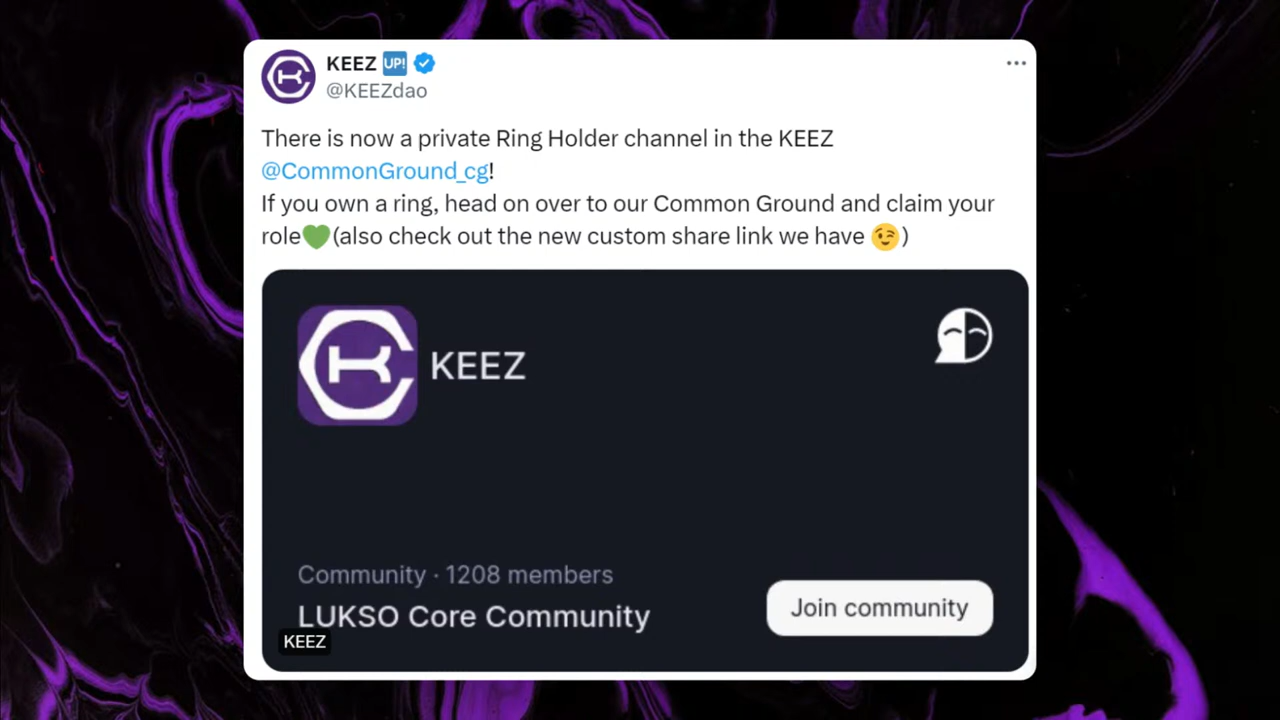 KEEZ 🆙
@KEEZdao
There is now a private Ring Holder channel in the KEEZ
@CommonGround_cg!
If you own a ring, head on over to our Common Ground and claim your
role💚(also check out the new custom share link we have 😉)
KEEZ
Community · 1208 members
LUKSO Core Community
Join community
KEEZ